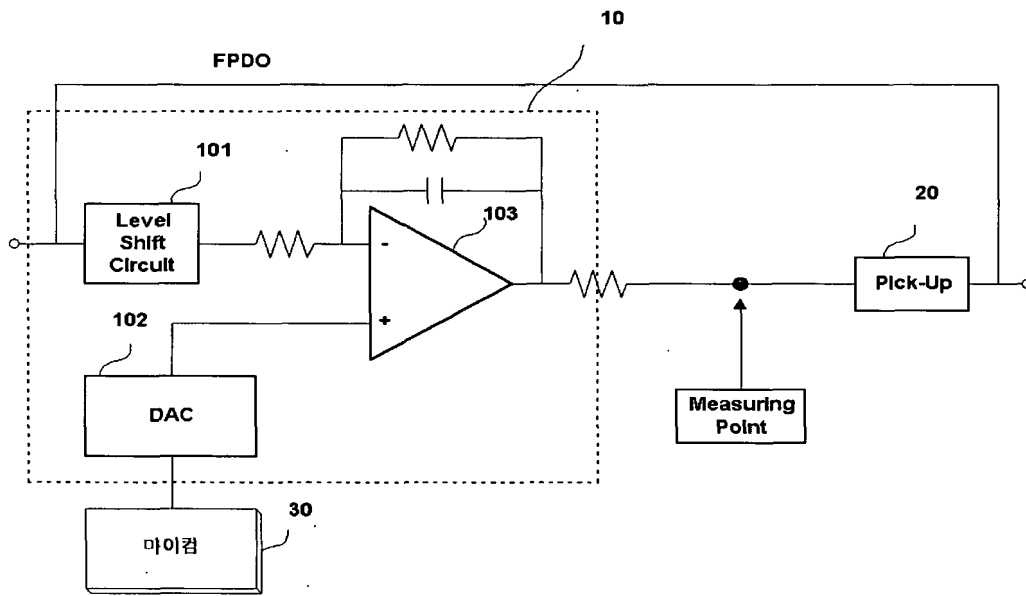 10
FPDO
101
Level
Shift
Circuit
103
-
+
20
Pick-Up
102
DAC
Measuring
Point
30
마이컴